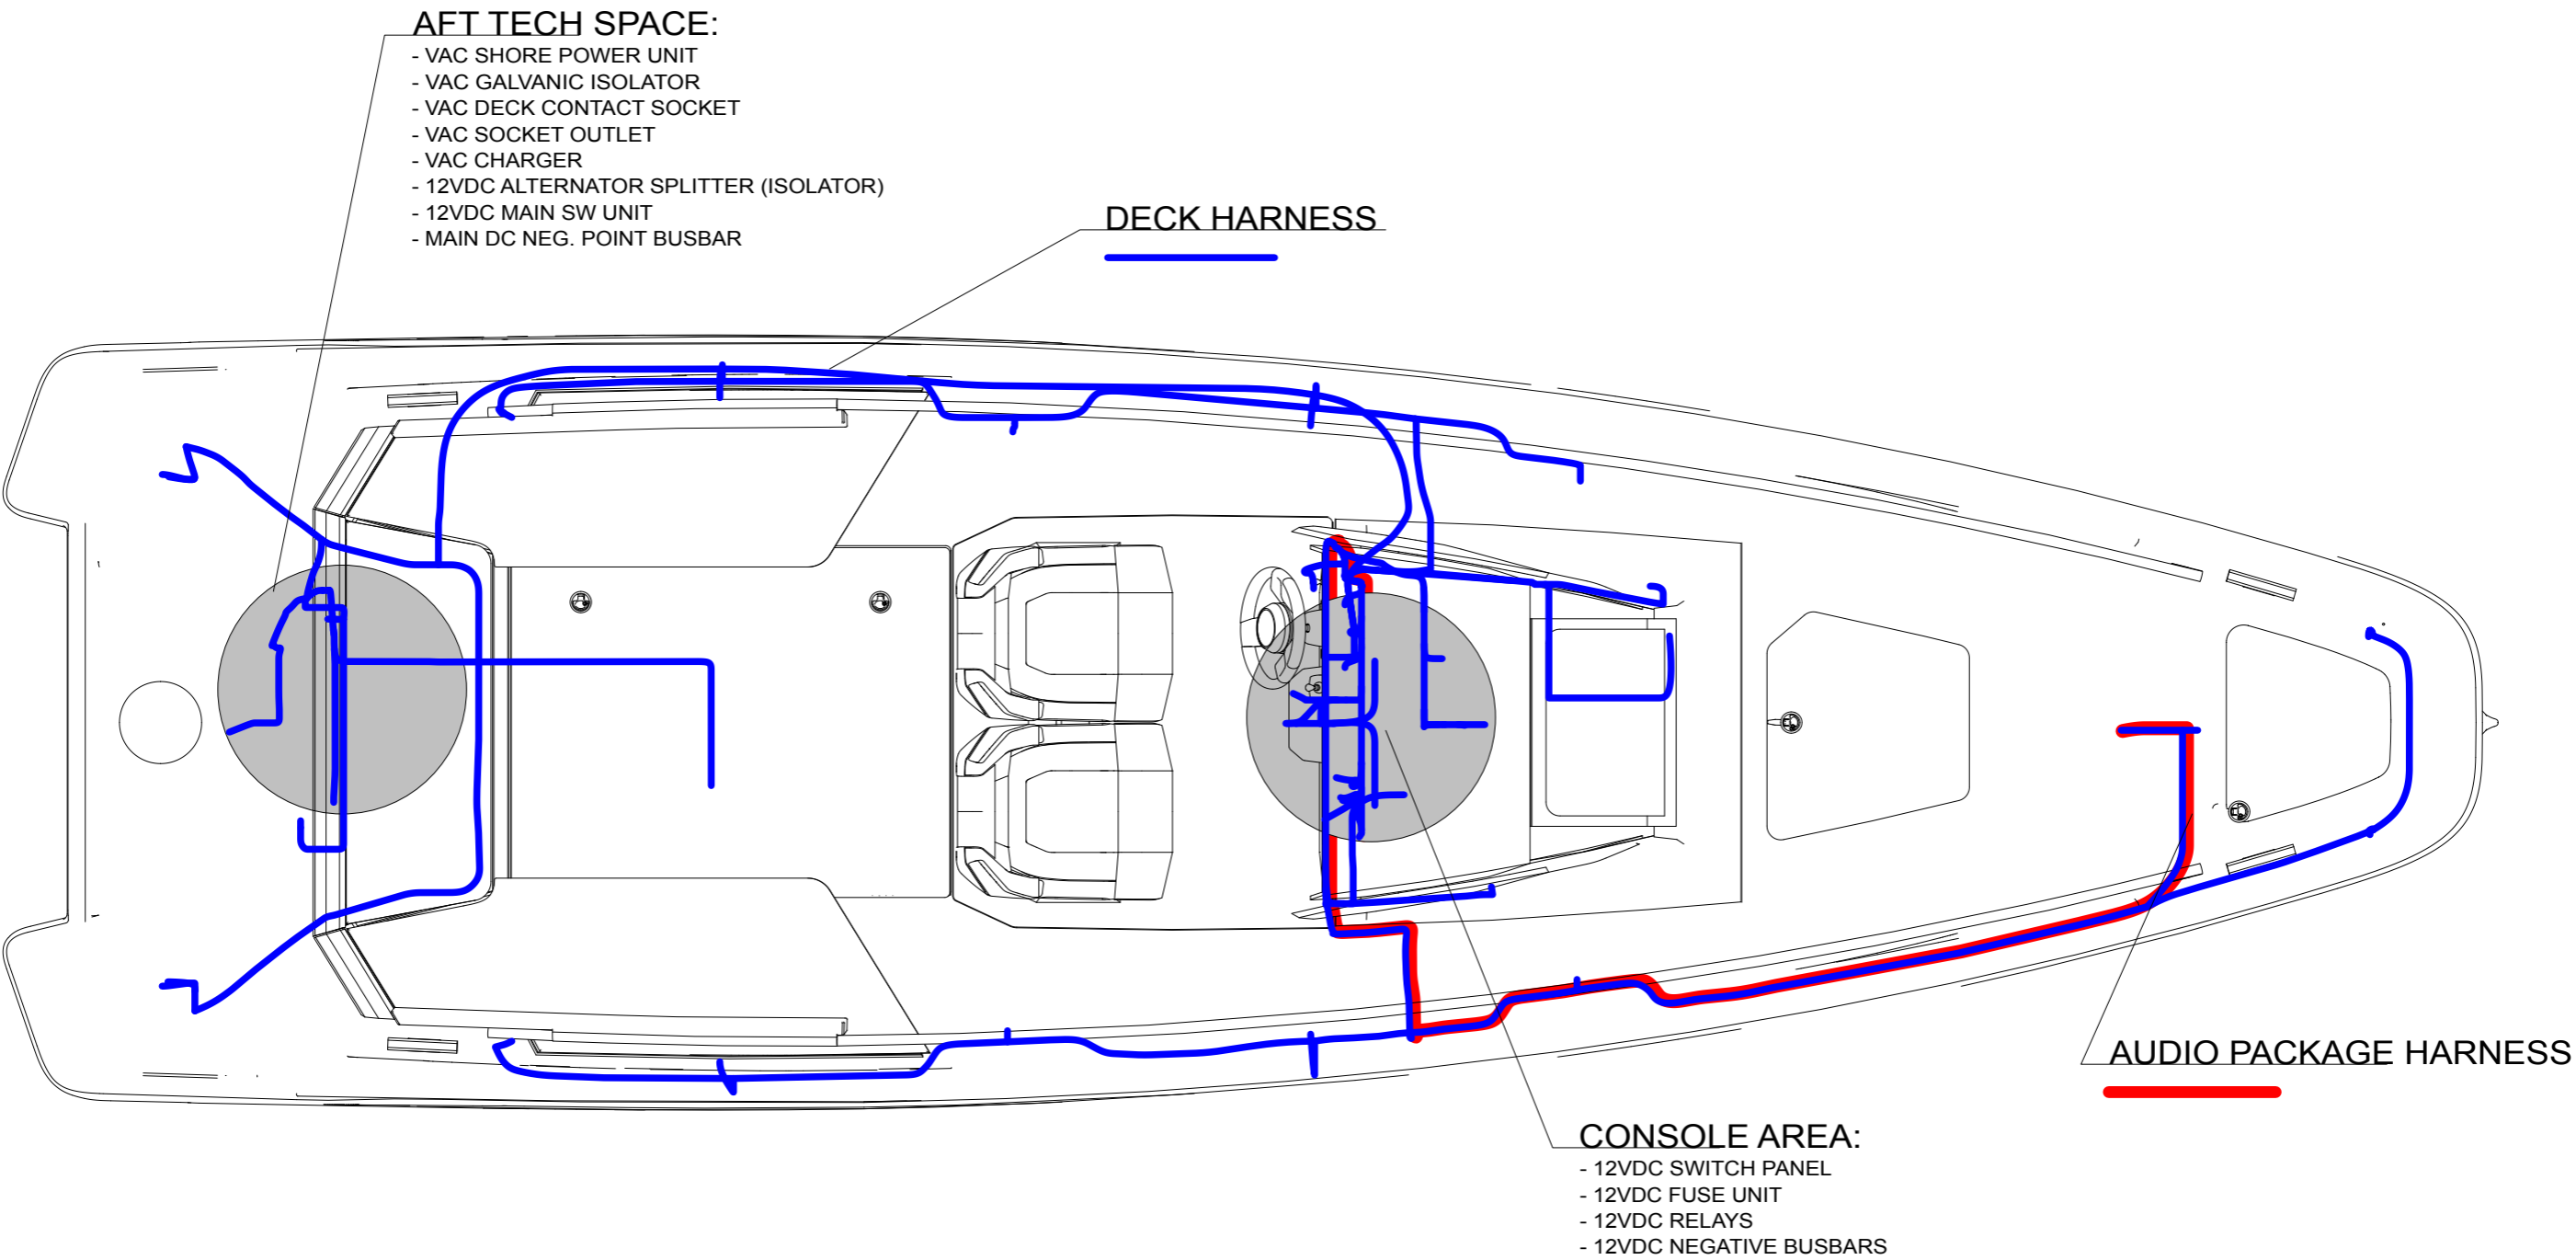 AFT TECH SPACE:
- VAC SHORE POWER UNIT
- VAC GALVANIC ISOLATOR
- VAC DECK CONTACT SOCKET
- VAC SOCKET OUTLET
- VAC CHARGER
- 12VDC ALTERNATOR SPLITTER (ISOLATOR)
- 12VDC MAIN SW UNIT
- MAIN DC NEG. POINT BUSBAR
DECK HARNESS
AUDIO PACKAGE HARNESS
CONSOLE AREA:
- 12VDC SWITCH PANEL
- 12VDC FUSE UNIT
- 12VDC RELAYS
- 12VDC NEGATIVE BUSBARS